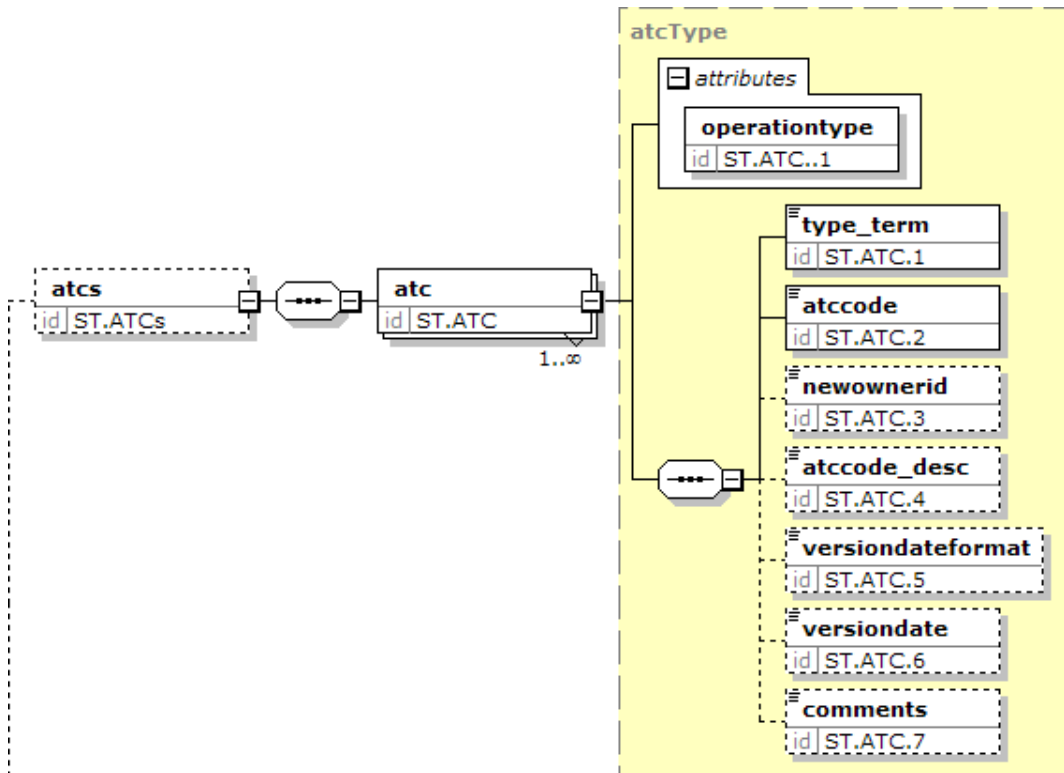 atcType
attributes
operationtype
id ST.ATC..1
type_term
id ST.ATC.1
atcs
id ST.ATCs
atc
id ST.ATC
1..∞
atccode
id ST.ATC.2
newownerid
id ST.ATC.3
atccode_desc
id ST.ATC.4
versiondateformat
id ST.ATC.5
versiondate
id ST.ATC.6
comments
id ST.ATC.7